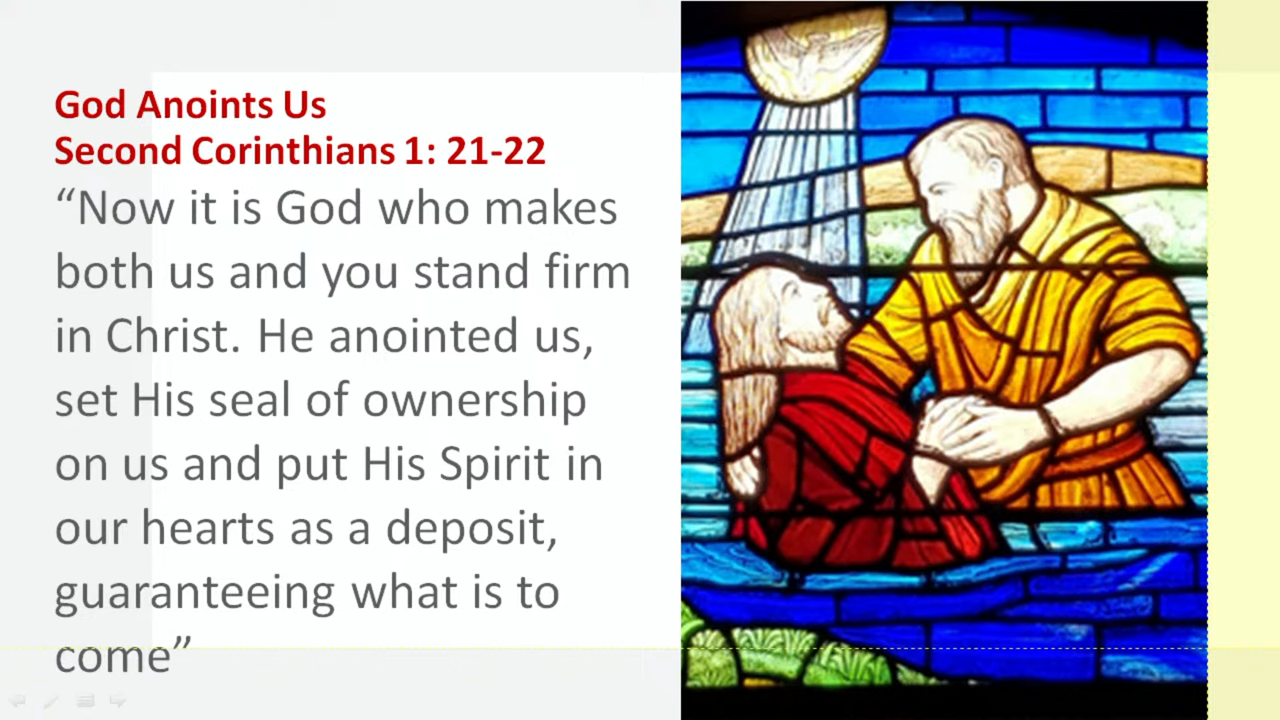 God Anoints Us
Second Corinthians 1: 21-22
“Now it is God who makes
both us and you stand firm
in Christ. He anointed us,
set His seal of ownership
on us and put His Spirit in
our hearts as a deposit,
guaranteeing what is to
come”